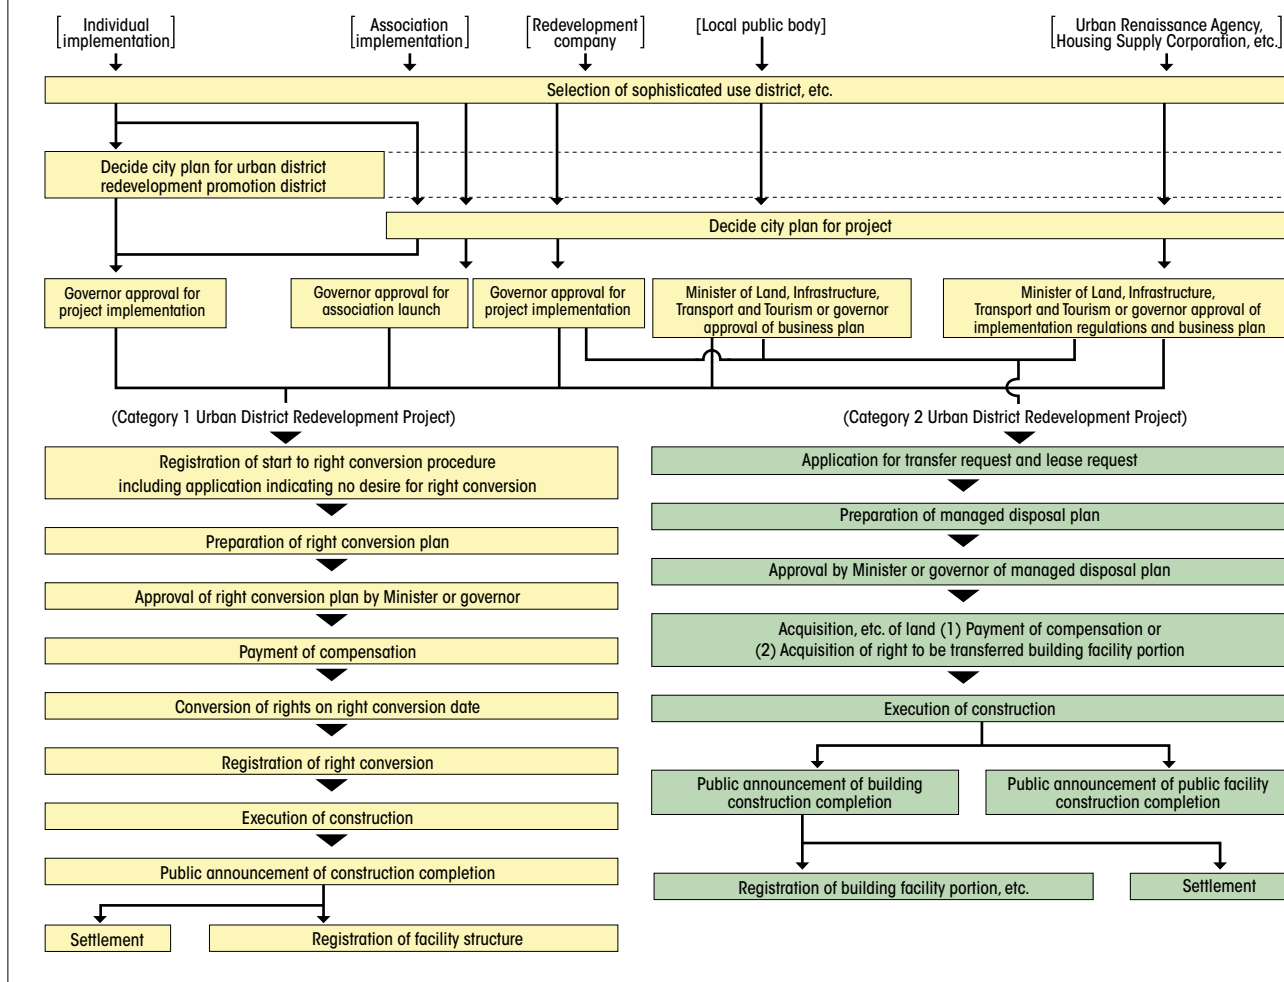 [Individual
implementation]
[Association
implementation]
[Redevelopment
company]
[Local public body]
[Urban Renaissance Agency,
Housing Supply Corporation, etc.]
Selection of sophisticated use district, etc.
Decide city plan for urban district
redevelopment promotion district
Decide city plan for project
Governor approval for
project implementation
Governor approval for
association launch
Governor approval for
project implementation
Minister of Land, Infrastructure,
Transport and Tourism or governor
approval of business plan
Minister of Land, Infrastructure,
Transport and Tourism or governor approval of
implementation regulations and business plan
(Category 1 Urban District Redevelopment Project)
Registration of start to right conversion procedure
including application indicating no desire for right conversion
Preparation of right conversion plan
Approval of right conversion plan by Minister or governor
Payment of compensation
Conversion of rights on right conversion date
Registration of right conversion
Execution of construction
Public announcement of construction completion
Settlement
Registration of facility structure
(Category 2 Urban District Redevelopment Project)
Application for transfer request and lease request
Preparation of managed disposal plan
Approval by Minister or governor of managed disposal plan
Acquisition, etc. of land (1) Payment of compensation or
(2) Acquisition of right to be transferred building facility portion
Execution of construction
Public announcement of building
construction completion
Public announcement of public facility
construction completion
Registration of building facility portion, etc.
Settlement